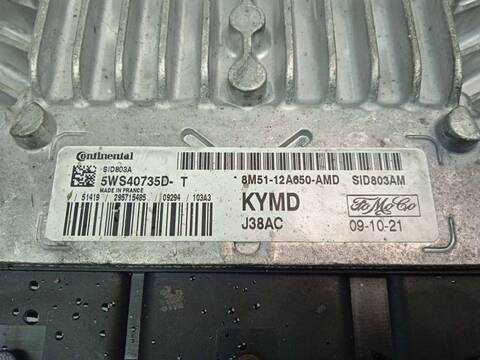 Continental
SID803A
5WS40735D- T
MADE IN FRANCE
/ 51419 295715485 / 09294 / 103A3
8M51-12A650-AMD SID803AM
KYMD
J38AC
FoMoCo
09-10-21